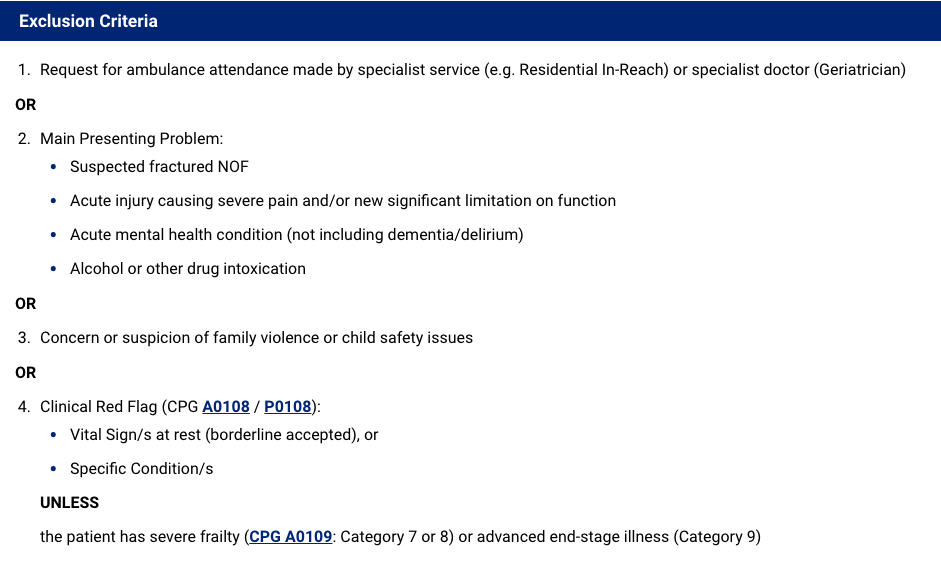 Exclusion Criteria
1. Request for ambulance attendance made by specialist service (e.g. Residential In-Reach) or specialist doctor (Geriatrician)
OR
2. Main Presenting Problem:
• Suspected fractured NOF
• Acute injury causing severe pain and/or new significant limitation on function
• Acute mental health condition (not including dementia/delirium)
• Alcohol or other drug intoxication
OR
3. Concern or suspicion of family violence or child safety issues
OR
4. Clinical Red Flag (CPG A0108 / P0108):
• Vital Sign/s at rest (borderline accepted), or
• Specific Condition/s
UNLESS
the patient has severe frailty (CPG A0109: Category 7 or 8) or advanced end-stage illness (Category 9)